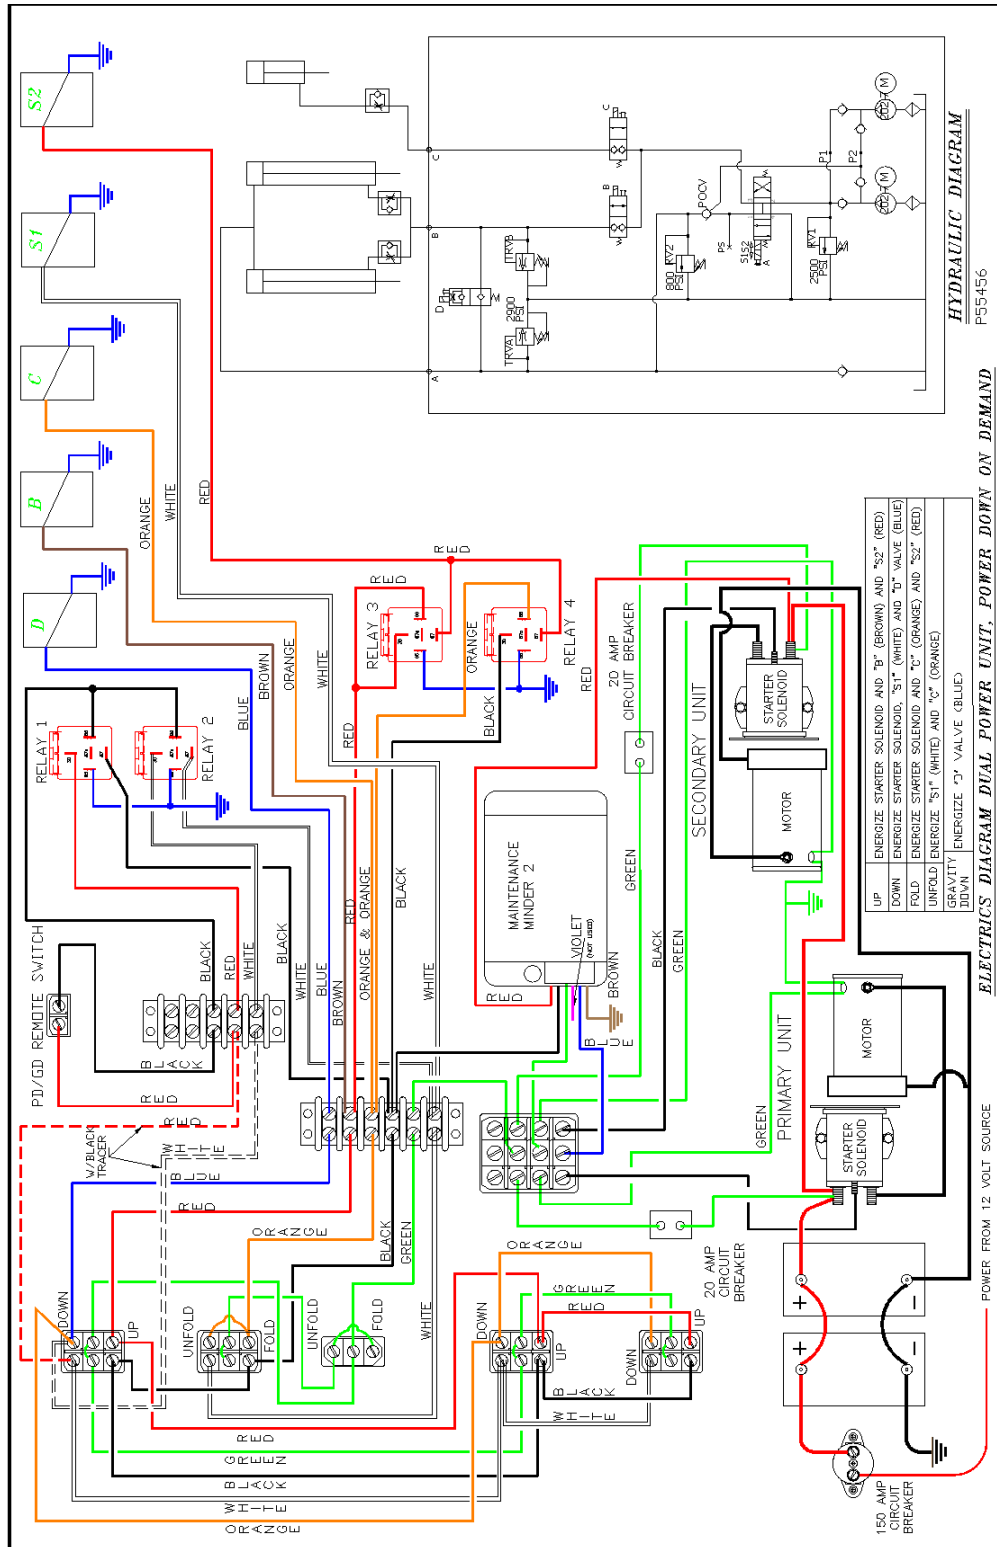 S2
S1
C
B
D
ORANGE
WHITE
RED
BROWN
ORANGE
BLUE
WHITE
RELAY 1
RELAY 2
RELAY 3
RELAY 4
RED
RED
RED
ORANGE
BLACK
RED
20 AMP
CIRCUIT BREAKER
PD/GD REMOTE SWITCH
BLACK
RED
WHITE
BLACK
WHITE
BLUE
BROWN
RED
ORANGE & ORANGE
BLACK
WHITE
BLACK
RED
RED
W/BLACK
TRACER
WHITE
BLUE
RED
ORANGE
BLACK
GREEN
WHITE
MAINTENANCE
MINDER 2
VIOLET
(NOT USED)
RED
BLUE
BROWN
GREEN
BLACK
GREEN
SECONDARY UNIT
STARTER
SOLENOID
MOTOR
PRIMARY UNIT
MOTOR
STARTER
SOLENOID
GREEN
20 AMP
CIRCUIT
BREAKER
DOWN
UP
UNFOLD
FOLD
UNFOLD
FOLD
DOWN
UP
DOWN
UP
ORANGE
GREEN
RED
BLACK
WHITE
RED
GREEN
BLACK
WHITE
ORANGE
+
−
+
−
150 AMP
CIRCUIT
BREAKER
POWER FROM 12 VOLT SOURCE
UP ENERGIZE STARTER SOLENOID AND "B" (BROWN) AND "S2" (RED)
DOWN ENERGIZE STARTER SOLENOID, "S1" (WHITE) AND "D" VALVE (BLUE)
FOLD ENERGIZE STARTER SOLENOID AND "C" (ORANGE) AND "S2" (RED)
UNFOLD ENERGIZE "S1" (WHITE) AND "C" (ORANGE)
GRAVITY
DOWN ENERGIZE "D" VALVE (BLUE)
ELECTRICS DIAGRAM DUAL POWER UNIT, POWER DOWN ON DEMAND
A
B
C
D
B
C
TRVA
TRVB
2900
PSI
RV2
800
PSI
POCV
PS
S1S2
A
RV1
2500
PSI
P1
P2
M
M
HYDRAULIC DIAGRAM
P55456